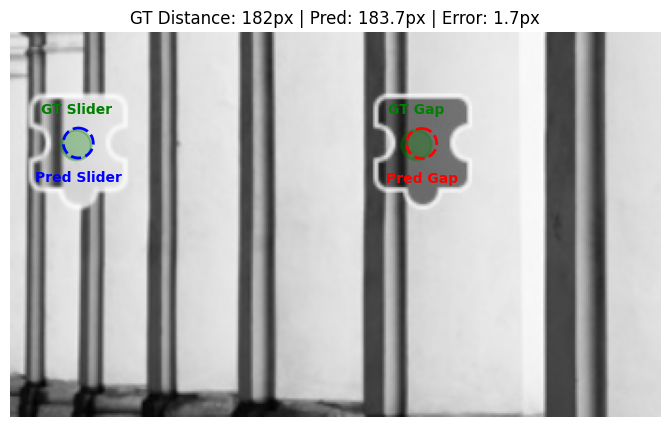 GT Distance: 182px | Pred: 183.7px | Error: 1.7px
GT Slider
GT Gap
Pred Slider
Pred Gap